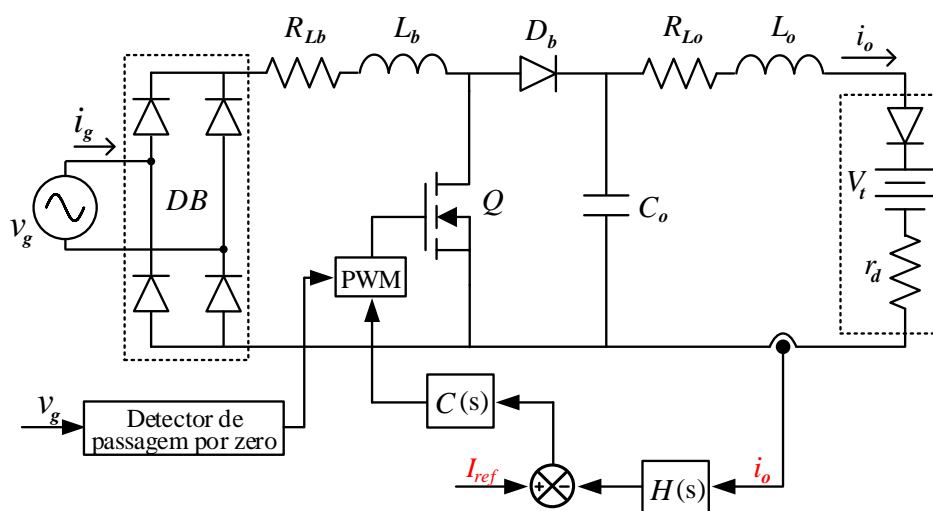 R_Lb L_b D_b R_Lo L_o i_o
i_g
DB
v_g
Q
C_o
V_t
r_d
PWM
C(s)
v_g
Detector de
passagem por zero
I_ref
+ -
H(s)
i_o